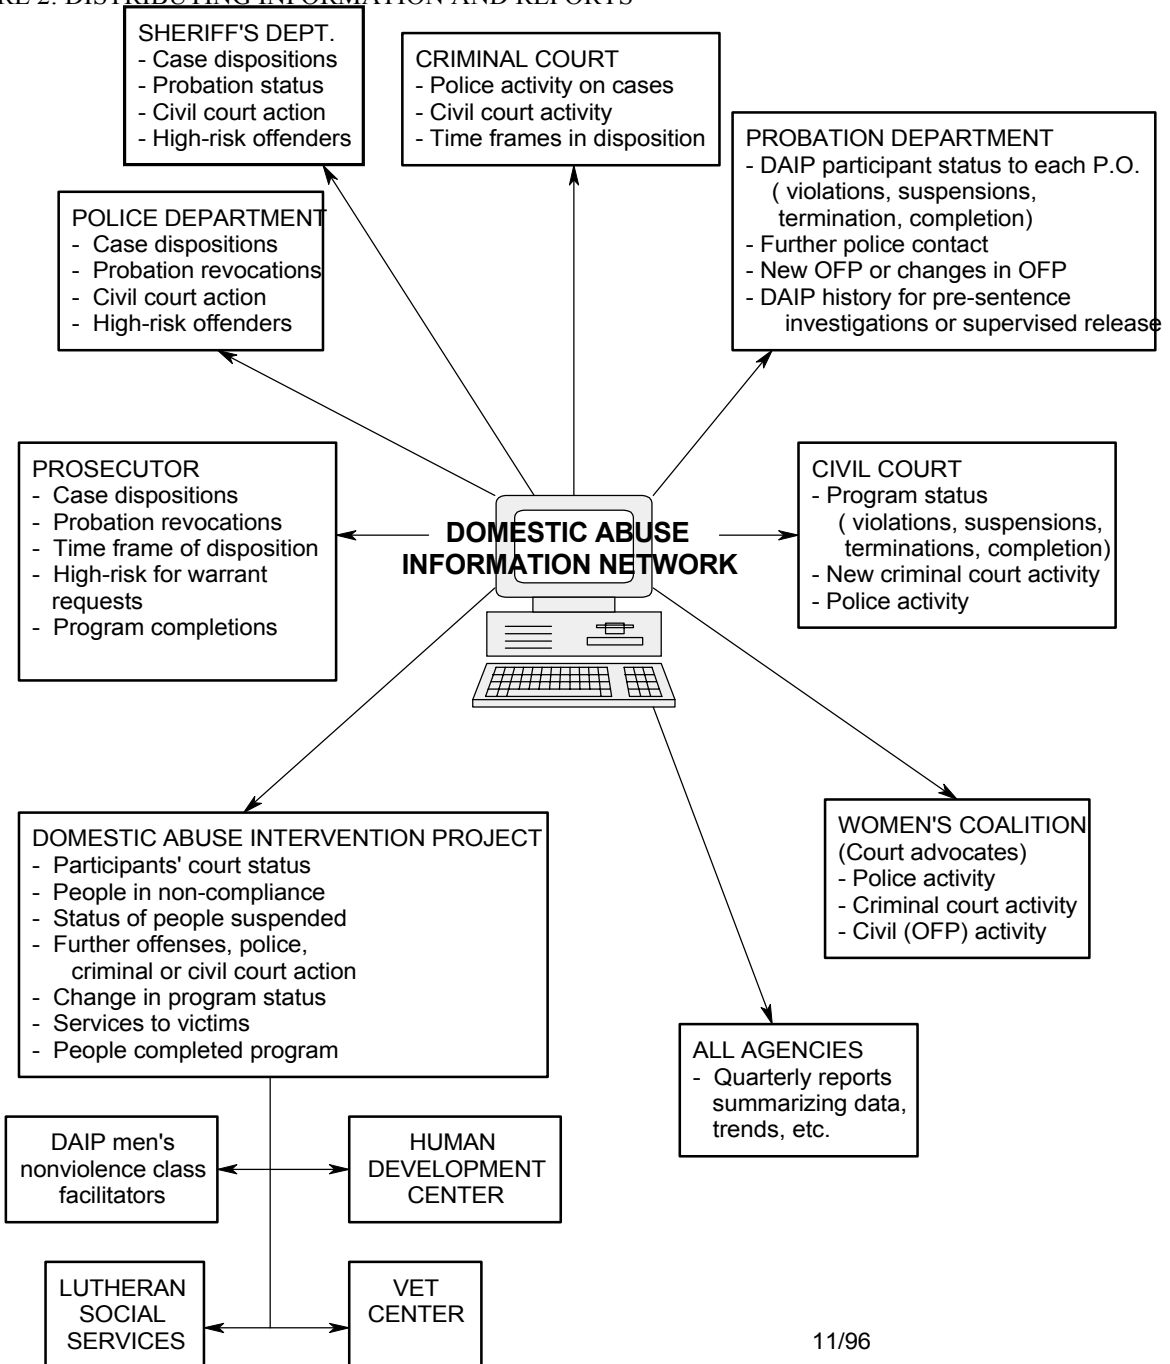 RE 2: DISTRIBUTING INFORMATION AND REPORTS
SHERIFF'S DEPT.
- Case dispositions
- Probation status
- Civil court action
- High-risk offenders
CRIMINAL COURT
- Police activity on cases
- Civil court activity
- Time frames in disposition
PROBATION DEPARTMENT
- DAIP participant status to each P.O.
( violations, suspensions,
termination, completion)
- Further police contact
- New OFP or changes in OFP
- DAIP history for pre-sentence
investigations or supervised release
POLICE DEPARTMENT
- Case dispositions
- Probation revocations
- Civil court action
- High-risk offenders
PROSECUTOR
- Case dispositions
- Probation revocations
- Time frame of disposition
- High-risk for warrant
requests
- Program completions
DOMESTIC ABUSE
INFORMATION NETWORK
CIVIL COURT
- Program status
( violations, suspensions,
terminations, completion)
- New criminal court activity
- Police activity
DOMESTIC ABUSE INTERVENTION PROJECT
- Participants' court status
- People in non-compliance
- Status of people suspended
- Further offenses, police,
criminal or civil court action
- Change in program status
- Services to victims
- People completed program
WOMEN'S COALITION
(Court advocates)
- Police activity
- Criminal court activity
- Civil (OFP) activity
ALL AGENCIES
- Quarterly reports
summarizing data,
trends, etc.
DAIP men's
nonviolence class
facilitators
HUMAN
DEVELOPMENT
CENTER
LUTHERAN
SOCIAL
SERVICES
VET
CENTER
11/96